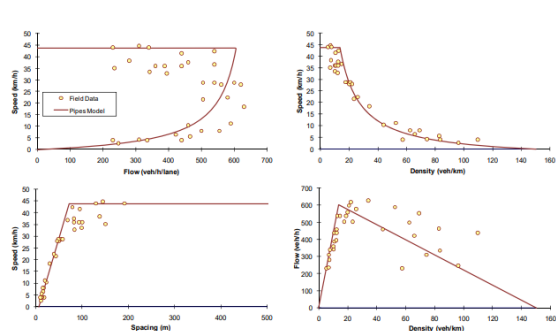 50
45
40
35
30
25
20
15
10
5
0
Speed (km/h)
Field Data
Pipes Model
0 100 200 300 400 500 600 700
Flow (veh/h/lane)
50
45
40
35
30
25
20
15
10
5
0
Speed (km/h)
0 20 40 60 80 100 120 140 160
Density (veh/km)
50
45
40
35
30
25
20
15
10
5
0
Speed (km/h)
0 100 200 300 400 500
Spacing (m)
700
600
500
400
300
200
100
0
Flow (veh/h)
0 20 40 60 80 100 120 140 160
Density (veh/km)